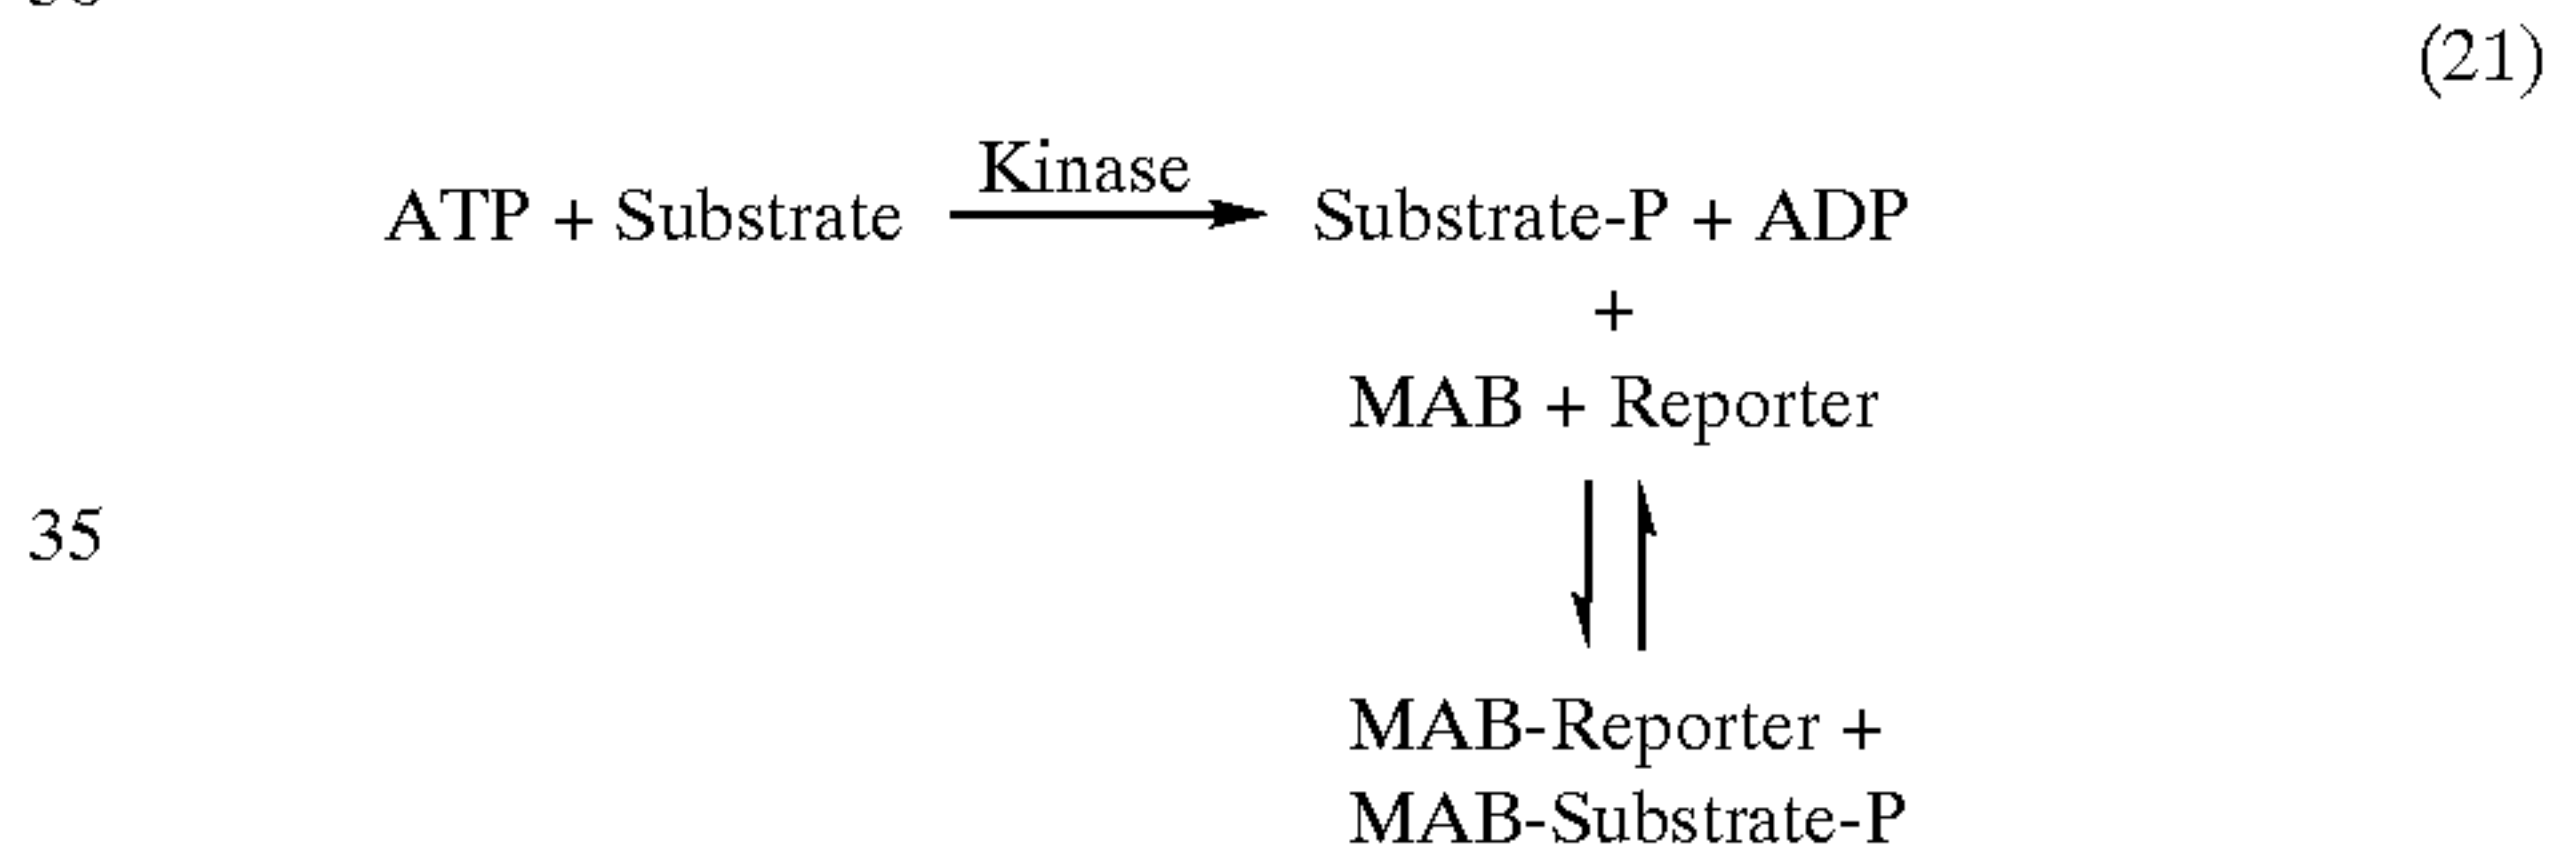 (21)
Kinase
ATP + Substrate Substrate-P + ADP
+
MAB + Reporter
35
MAB-Reporter +
MAB-Substrate-P